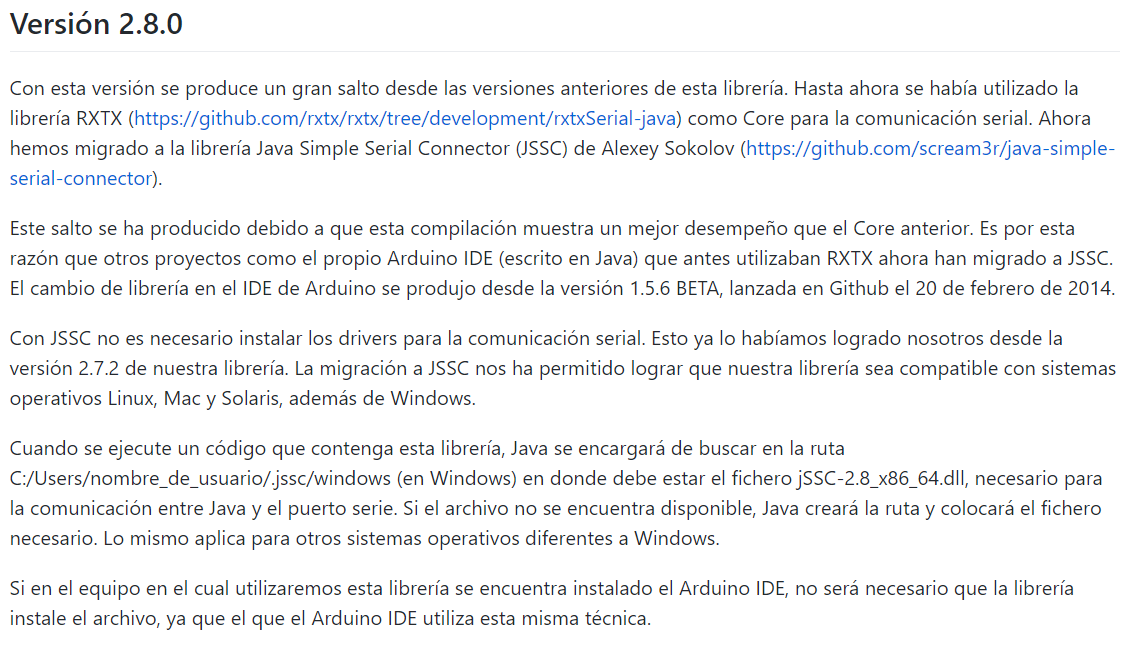 Versión 2.8.0
Con esta versión se produce un gran salto desde las versiones anteriores de esta librería. Hasta ahora se había utilizado la
librería RXTX (https://github.com/rxtx/rxtx/tree/development/rxtxSerial-java) como Core para la comunicación serial. Ahora
hemos migrado a la librería Java Simple Serial Connector (JSSC) de Alexey Sokolov (https://github.com/scream3r/java-simple-
serial-connector).
Este salto se ha producido debido a que esta compilación muestra un mejor desempeño que el Core anterior. Es por esta
razón que otros proyectos como el propio Arduino IDE (escrito en Java) que antes utilizaban RXTX ahora han migrado a JSSC.
El cambio de librería en el IDE de Arduino se produjo desde la versión 1.5.6 BETA, lanzada en Github el 20 de febrero de 2014.
Con JSSC no es necesario instalar los drivers para la comunicación serial. Esto ya lo habíamos logrado nosotros desde la
versión 2.7.2 de nuestra librería. La migración a JSSC nos ha permitido lograr que nuestra librería sea compatible con sistemas
operativos Linux, Mac y Solaris, además de Windows.
Cuando se ejecute un código que contenga esta librería, Java se encargará de buscar en la ruta
C:/Users/nombre_de_usuario/.jssc/windows (en Windows) en donde debe estar el fichero jSSC-2.8_x86_64.dll, necesario para
la comunicación entre Java y el puerto serie. Si el archivo no se encuentra disponible, Java creará la ruta y colocará el fichero
necesario. Lo mismo aplica para otros sistemas operativos diferentes a Windows.
Si en el equipo en el cual utilizaremos esta librería se encuentra instalado el Arduino IDE, no será necesario que la librería
instale el archivo, ya que el que el Arduino IDE utiliza esta misma técnica.